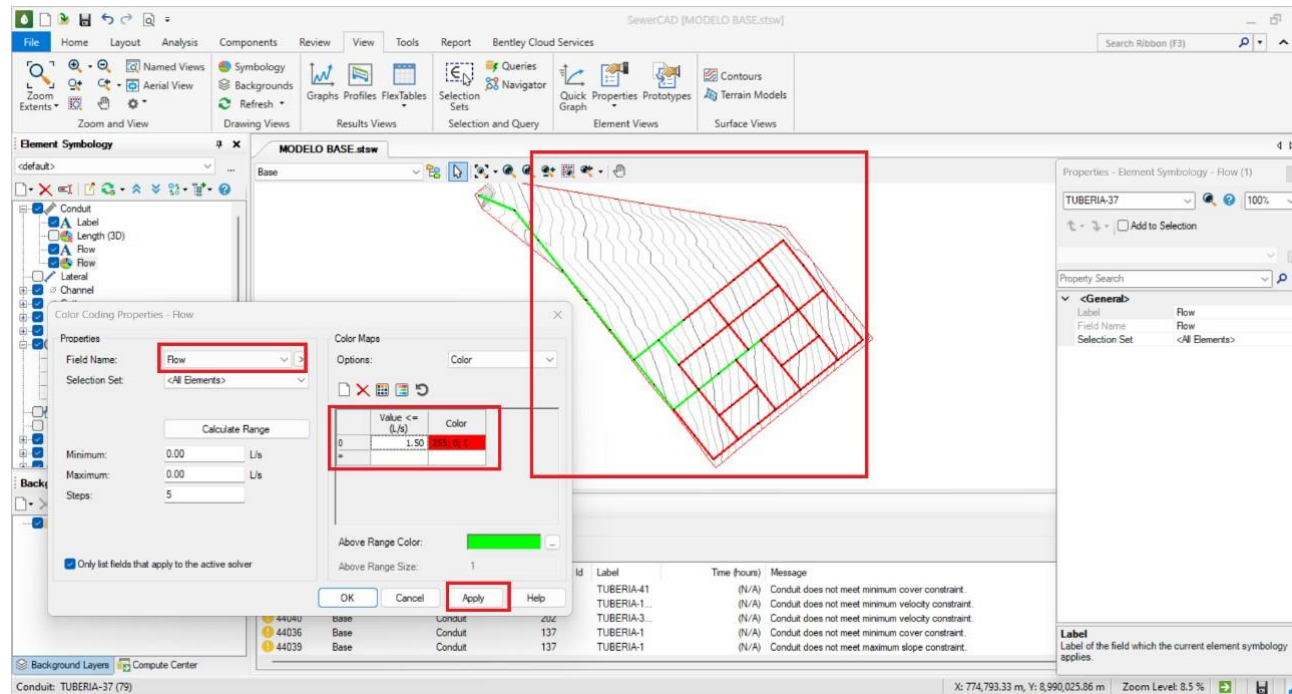 SewerCAD [MODELO BASE.stsw]
File Home Layout Analysis Components Review View Tools Report Bentley Cloud Services
Search Ribbon (F3)
Zoom Extents
Named Views
Aerial View
Zoom and View
Symbology
Backgrounds
Refresh
Drawing Views
Graphs Profiles FlexTables
Results Views
Selection Sets
Queries
Navigator
Selection and Query
Quick Graph
Properties Prototypes
Element Views
Contours
Terrain Models
Surface Views
Element Symbology
<default>
...
Conduit
Label
Length (3D)
Flow
Flow
Lateral
Channel
MODELO BASE.stsw
Base
Color Coding Properties - Flow
Properties
Field Name: Flow >
Selection Set: <All Elements>
Calculate Range
Minimum: 0.00 L/s
Maximum: 0.00 L/s
Steps: 5
Only list fields that apply to the active solver
Color Maps
Options: Color
Value <= (L/s) Color
0 1.50
Above Range Color: ...
Above Range Size: 1
OK Cancel Apply Help
Id Label Time (hours) Message
TUBERIA-41 (N/A) Conduit does not meet minimum cover constraint.
TUBERIA-1... (N/A) Conduit does not meet minimum velocity constraint.
44040 Base Conduit 202 TUBERIA-3... (N/A) Conduit does not meet minimum velocity constraint.
44036 Base Conduit 137 TUBERIA-1 (N/A) Conduit does not meet minimum cover constraint.
44039 Base Conduit 137 TUBERIA-1 (N/A) Conduit does not meet maximum slope constraint.
Properties - Element Symbology - Flow (1)
TUBERIA-37 100%
Add to Selection
Property Search
<General>
Label Flow
Field Name Flow
Selection Set <All Elements>
Label
Label of the field which the current element symbology
applies.
Background Layers Compute Center
Conduit: TUBERIA-37 (79)
X: 774,793.33 m, Y: 8,990,025.86 m Zoom Level: 8.5 %